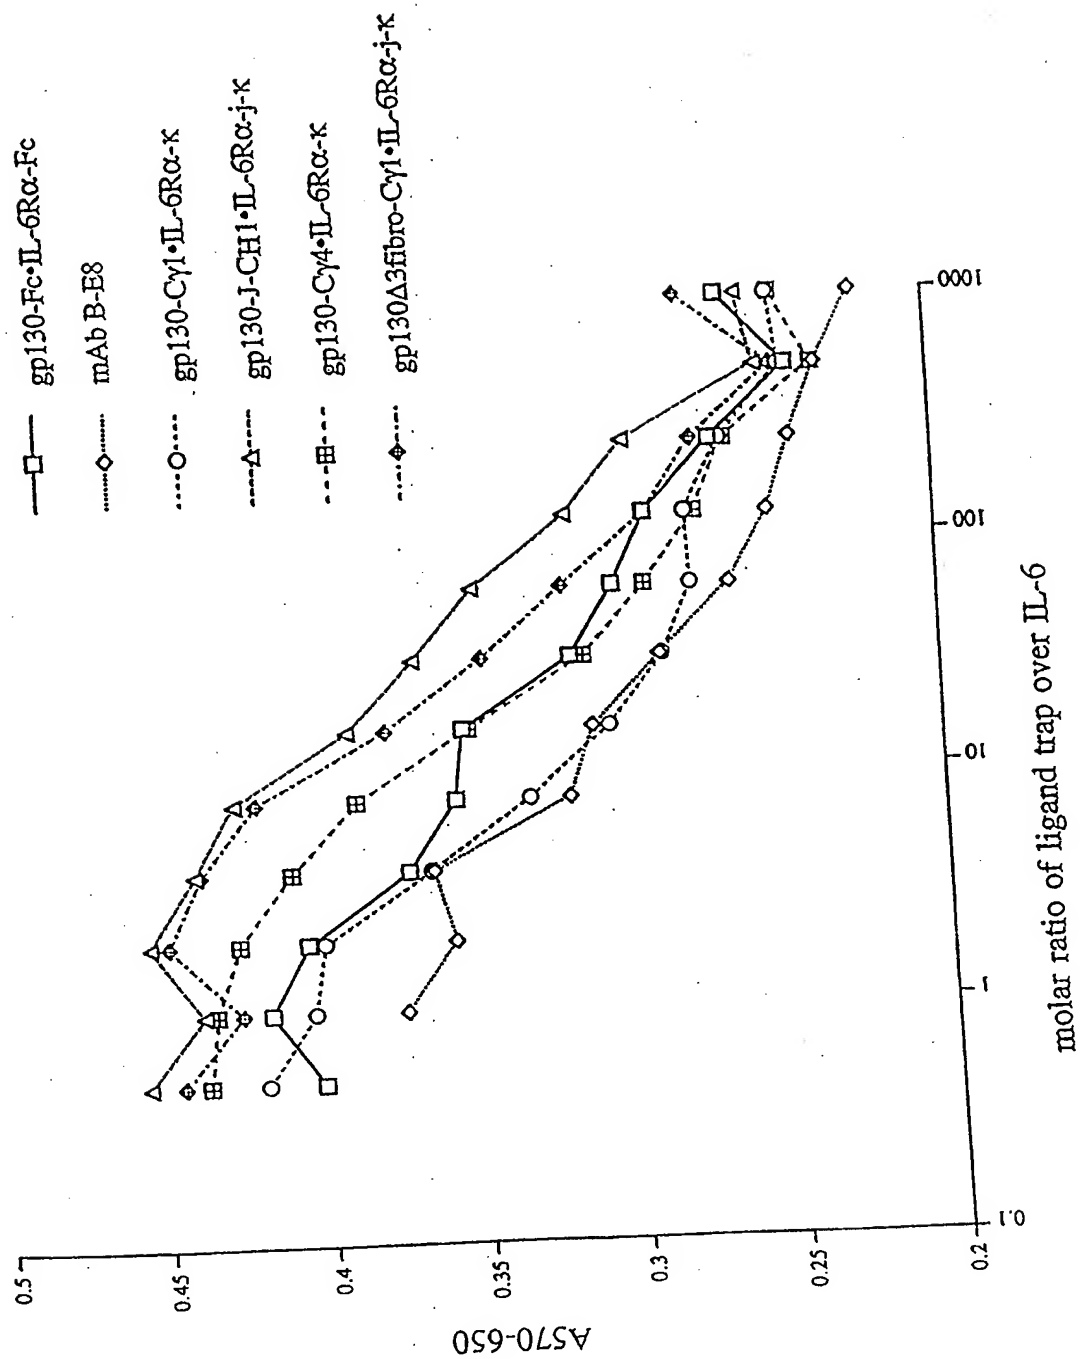 gp130-Fc•IL-6Rα-Fc
mAb B-E8
gp130-Cγ1•IL-6Rα-κ
gp130-J-CH1•IL-6Rα-j-κ
gp130-Cγ4•IL-6Rα-κ
gp130Δ3fibro-Cγ1•IL-6Rα-j-κ
0.5
0.45
0.4
0.35
0.3
0.25
0.2
A570-650
0.1
1
10
100
1000
molar ratio of ligand trap over IL-6